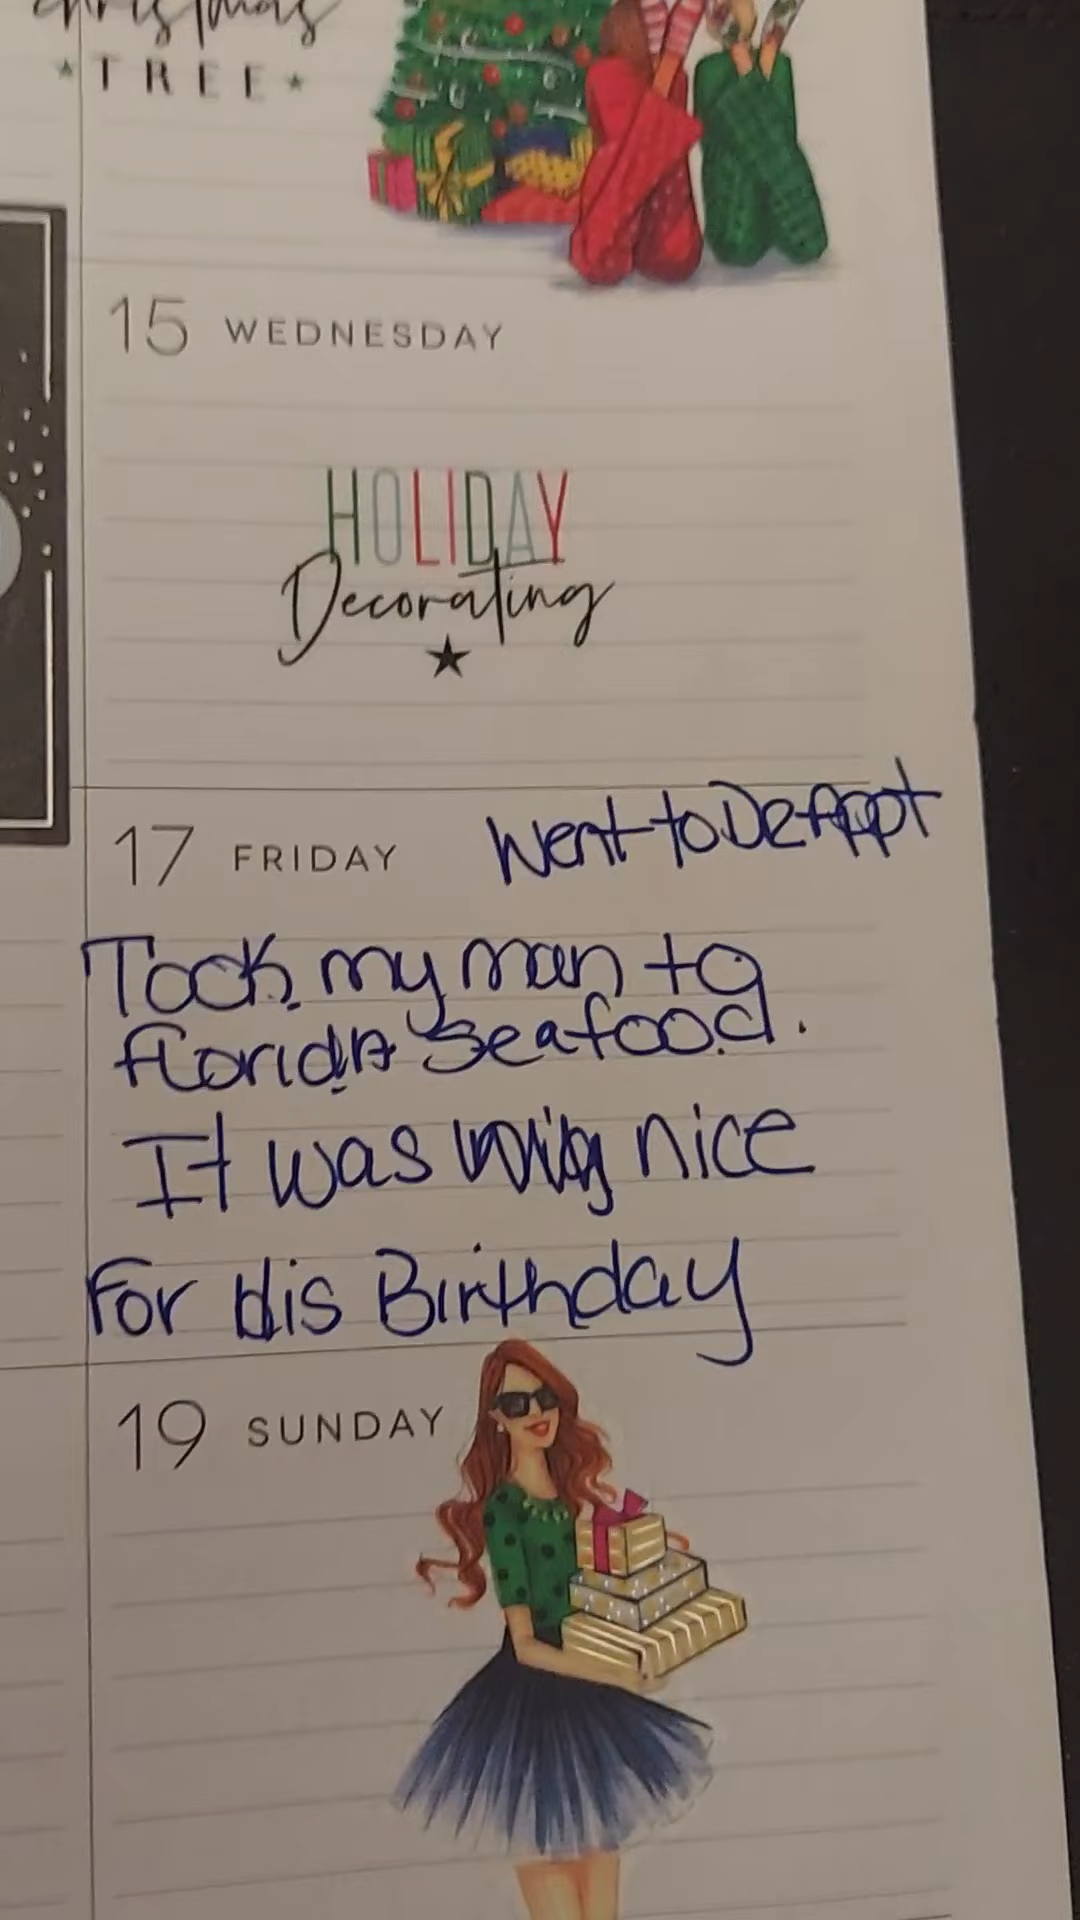 Christmas
★TREE★
15 WEDNESDAY
HOLIDAY
Decorating
★
17 FRIDAY
Went to Dr Appt
Took my man to
florida Seafood.
It was nice
For His Birthday
19 SUNDAY